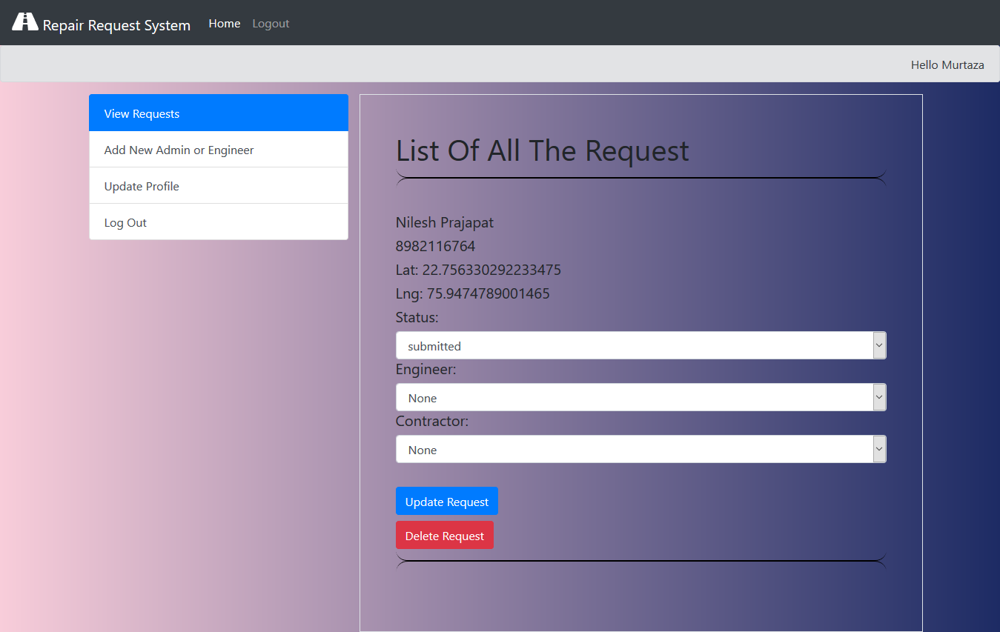 Repair Request System Home Logout
Hello Murtaza
View Requests
Add New Admin or Engineer
Update Profile
Log Out
List Of All The Request
Nilesh Prajapat
8982116764
Lat: 22.756330292233475
Lng: 75.9474789001465
Status:
submitted
Engineer:
None
Contractor:
None
Update Request
Delete Request